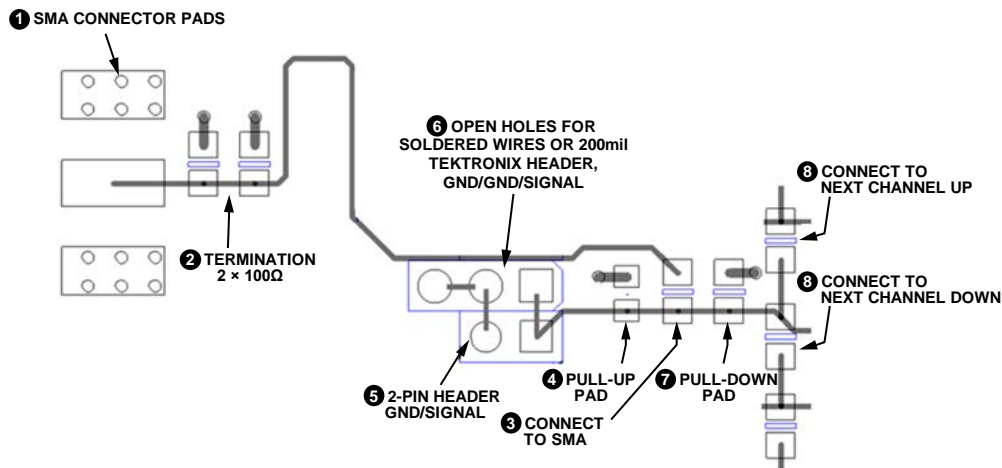 1 SMA CONNECTOR PADS
6 OPEN HOLES FOR
SOLDERED WIRES OR 200mil
TEKTRONIX HEADER,
GND/GND/SIGNAL
8 CONNECT TO
NEXT CHANNEL UP
2 TERMINATION
2 × 100Ω
8 CONNECT TO
NEXT CHANNEL DOWN
4 PULL-UP
PAD
7 PULL-DOWN
PAD
5 2-PIN HEADER
GND/SIGNAL
3 CONNECT
TO SMA